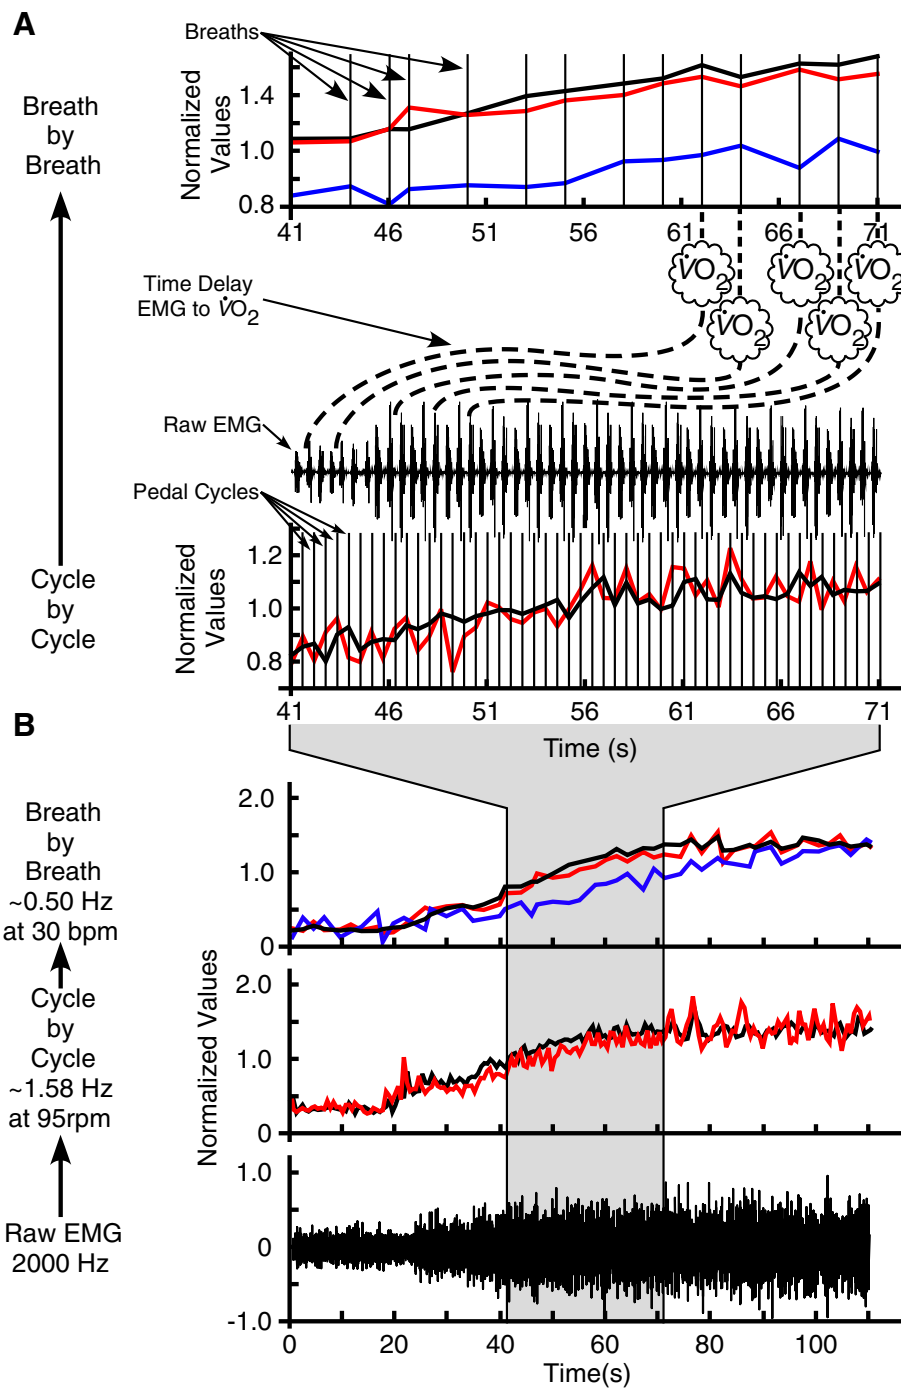 A
Breaths
Breath
by
Breath
Normalized
Values
1.4
1.0
0.8
41
46
51
56
61
66
71
V̇O2
V̇O2
V̇O2
V̇O2
V̇O2
Time Delay
EMG to V̇O2
Raw EMG
Pedal Cycles
Cycle
by
Cycle
Normalized
Values
1.2
1.0
0.8
41
46
51
56
61
66
71
Time (s)
B
Breath
by
Breath
~0.50 Hz
at 30 bpm
Cycle
by
Cycle
~1.58 Hz
at 95rpm
Raw EMG
2000 Hz
Normalized Values
2.0
1.0
0
2.0
1.0
0
1.0
0
-1.0
0
20
40
60
80
100
Time(s)